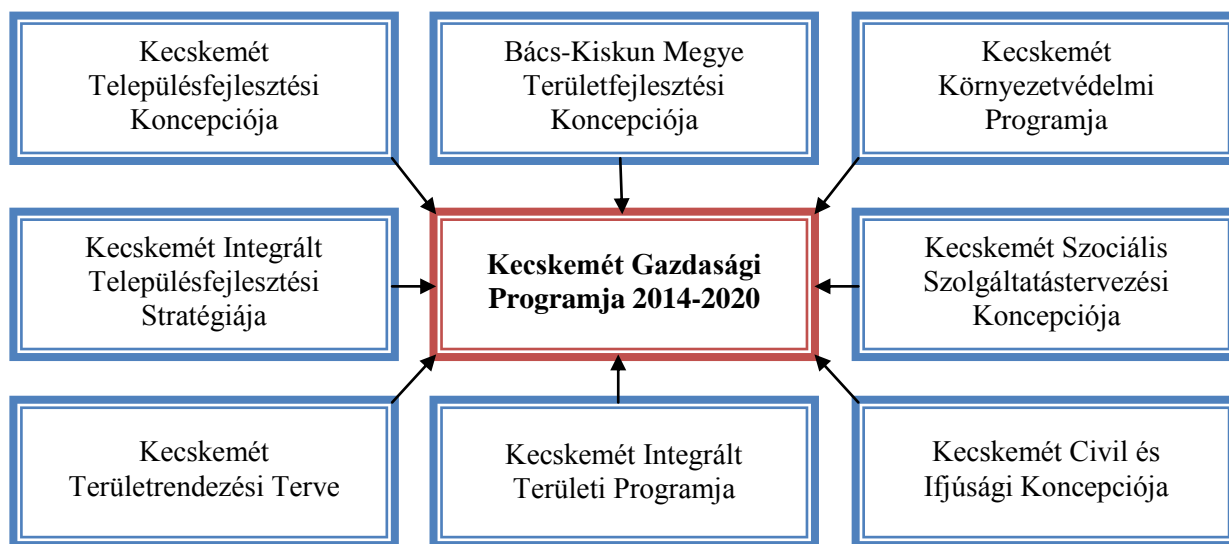 Kecskemét
Településfejlesztési
Koncepciója
Bács-Kiskun Megye
Területfejlesztési
Koncepciója
Kecskemét
Környezetvédelmi
Programja
Kecskemét Integrált
Településfejlesztési
Stratégiája
Kecskemét Gazdasági
Programja 2014-2020
Kecskemét Szociális
Szolgáltatástervezési
Koncepciója
Kecskemét
Területrendezési Terve
Kecskemét Integrált
Területi Programja
Kecskemét Civil és
Ifjúsági Koncepciója